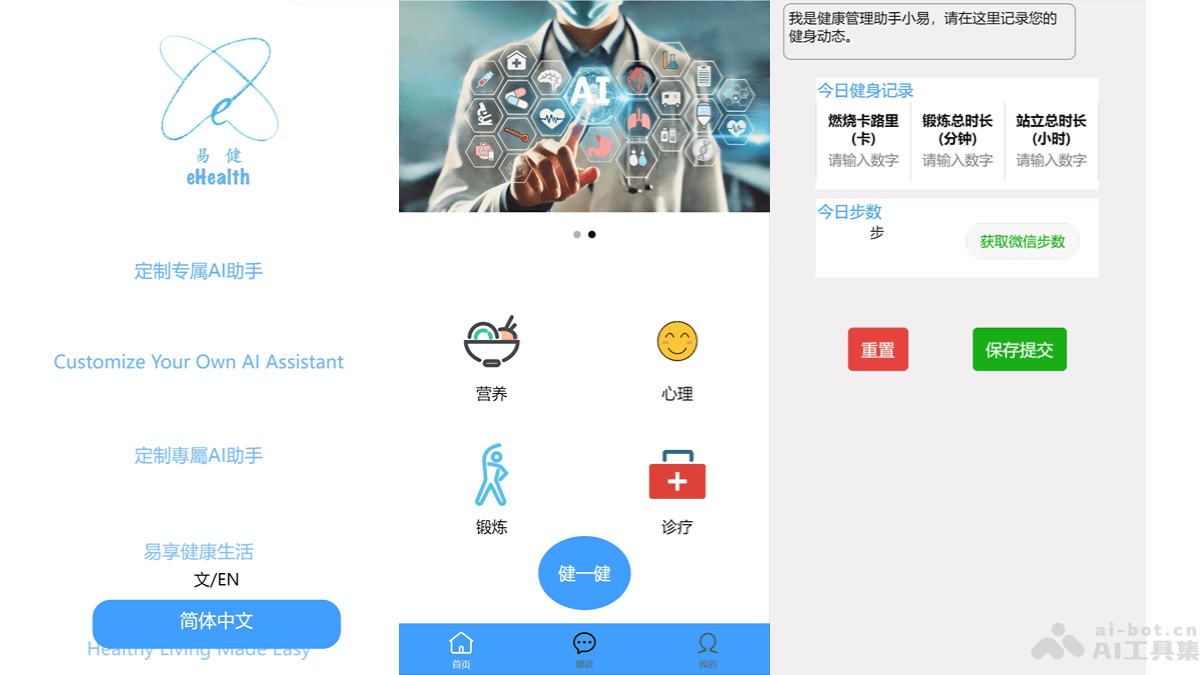 易 健
eHealth
定制专属AI助手
Customize Your Own AI Assistant
定制專屬AI助手
易享健康生活
文/EN
简体中文
Healthy Living Made Easy
AI
营养
心理
锻炼
诊疗
健一健
首页
健谈
我的
我是健康管理助手小易，请在这里记录您的
健身动态。
今日健身记录
燃烧卡路里
(卡)
请输入数字
锻炼总时长
(分钟)
请输入数字
站立总时长
(小时)
请输入数字
今日步数
步
获取微信步数
重置
保存提交
ai-bot.cn
AI工具集